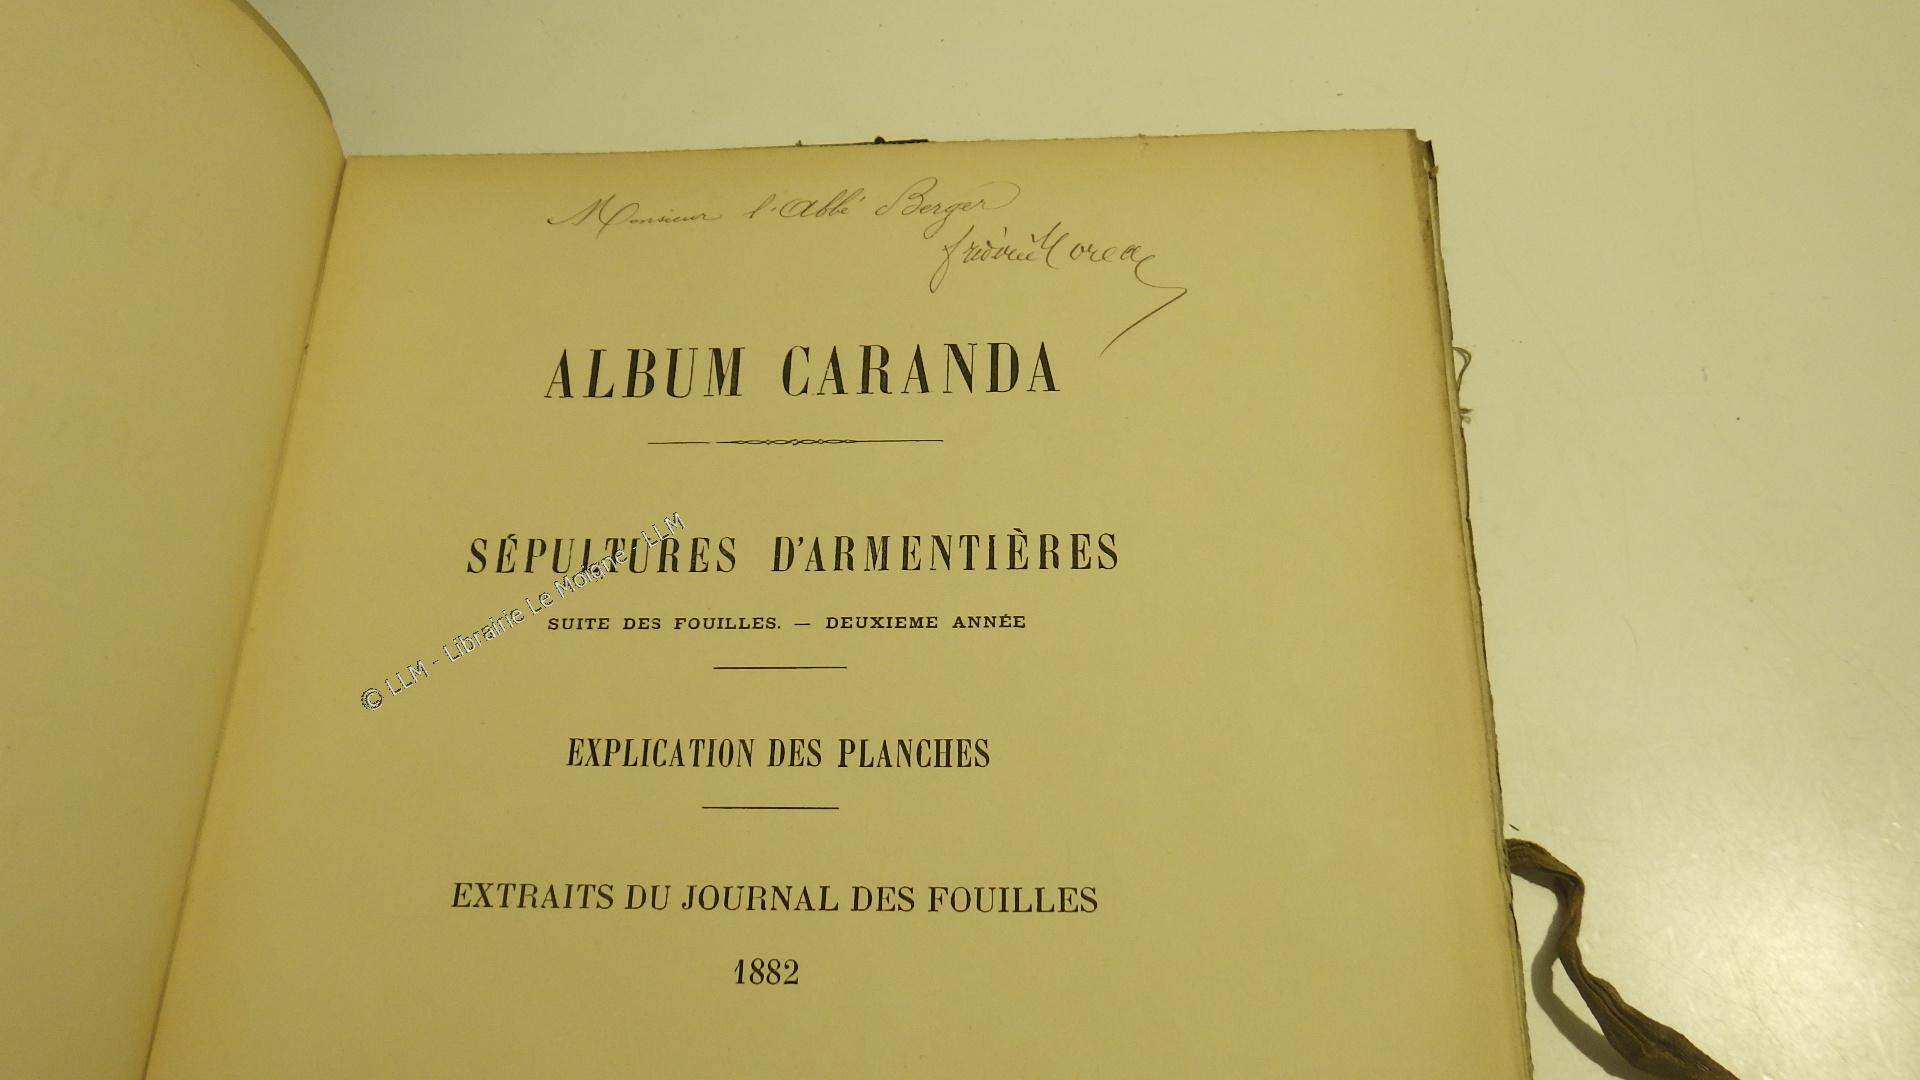 Monsieur l'Abbé Berger
frédéric Moreau
ALBUM CARANDA
SÉPULTURES D'ARMENTIÈRES
SUITE DES FOUILLES. — DEUXIEME ANNÉE
© LLM - Librairie Le Moigne - LLM
EXPLICATION DES PLANCHES
EXTRAITS DU JOURNAL DES FOUILLES
1882